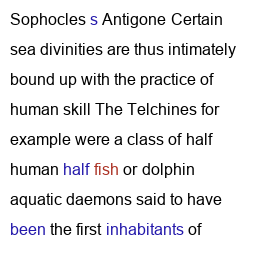 Sophocles s Antigone Certain
sea divinities are thus intimately
bound up with the practice of
human skill The Telchines for
example were a class of half
human half fish or dolphin
aquatic daemons said to have
been the first inhabitants of